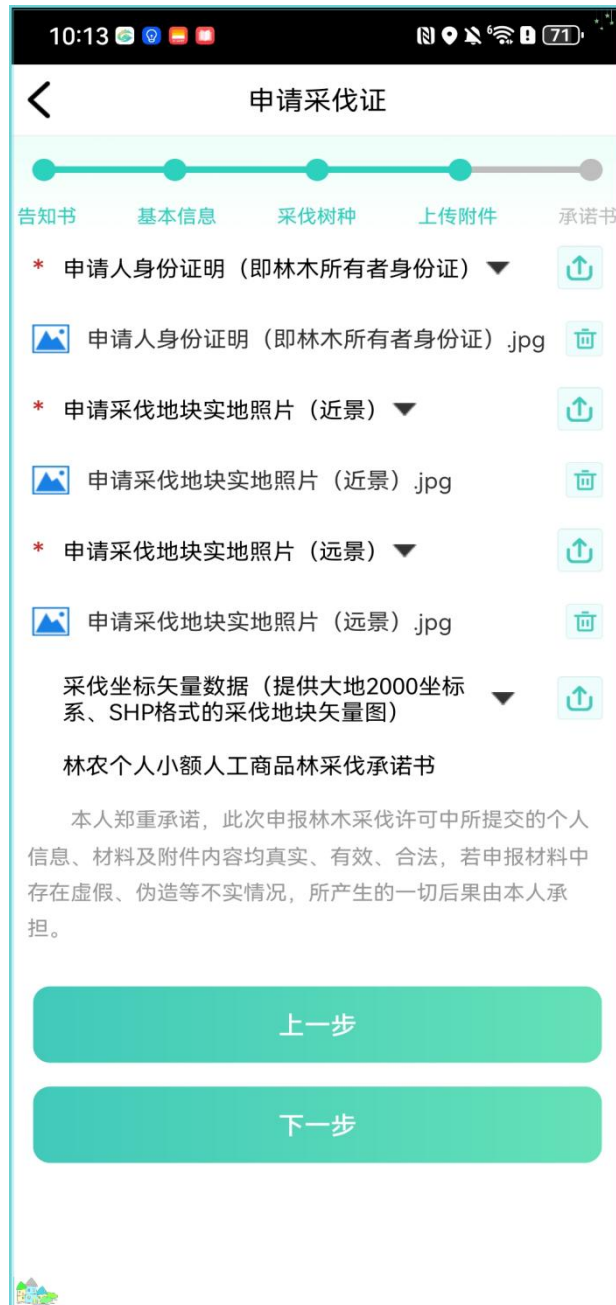 10:13
6
71
申请采伐证
告知书 基本信息 采伐树种 上传附件 承诺书
* 申请人身份证明（即林木所有者身份证）
申请人身份证明（即林木所有者身份证）.jpg
* 申请采伐地块实地照片（近景）
申请采伐地块实地照片（近景）.jpg
* 申请采伐地块实地照片（远景）
申请采伐地块实地照片（远景）.jpg
采伐坐标矢量数据（提供大地2000坐标
系、SHP格式的采伐地块矢量图）
林农个人小额人工商品林采伐承诺书
本人郑重承诺，此次申报林木采伐许可中所提交的个人
信息、材料及附件内容均真实、有效、合法，若申报材料中
存在虚假、伪造等不实情况，所产生的一切后果由本人承
担。
上一步
下一步